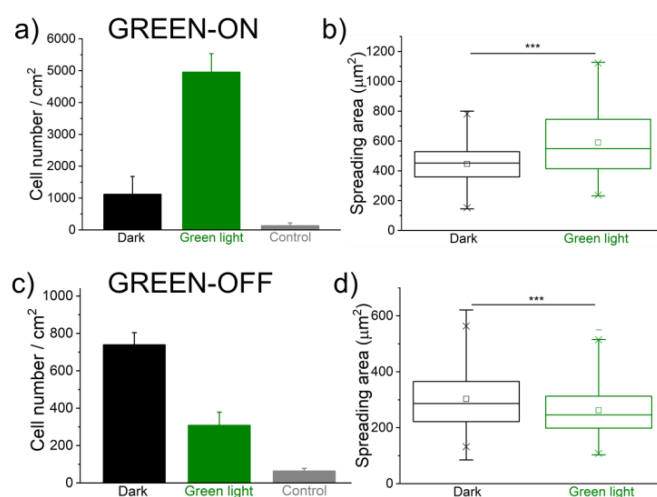 a) GREEN-ON
Cell number / cm²
6000
5000
4000
3000
2000
1000
0
Dark
Green light
Control
b)
***
Spreading area (µm²)
1200
1000
800
600
400
200
0
Dark
Green light
c) GREEN-OFF
Cell number / cm²
1000
800
600
400
200
0
Dark
Green light
Control
d)
***
Spreading area (µm²)
600
400
200
0
Dark
Green light